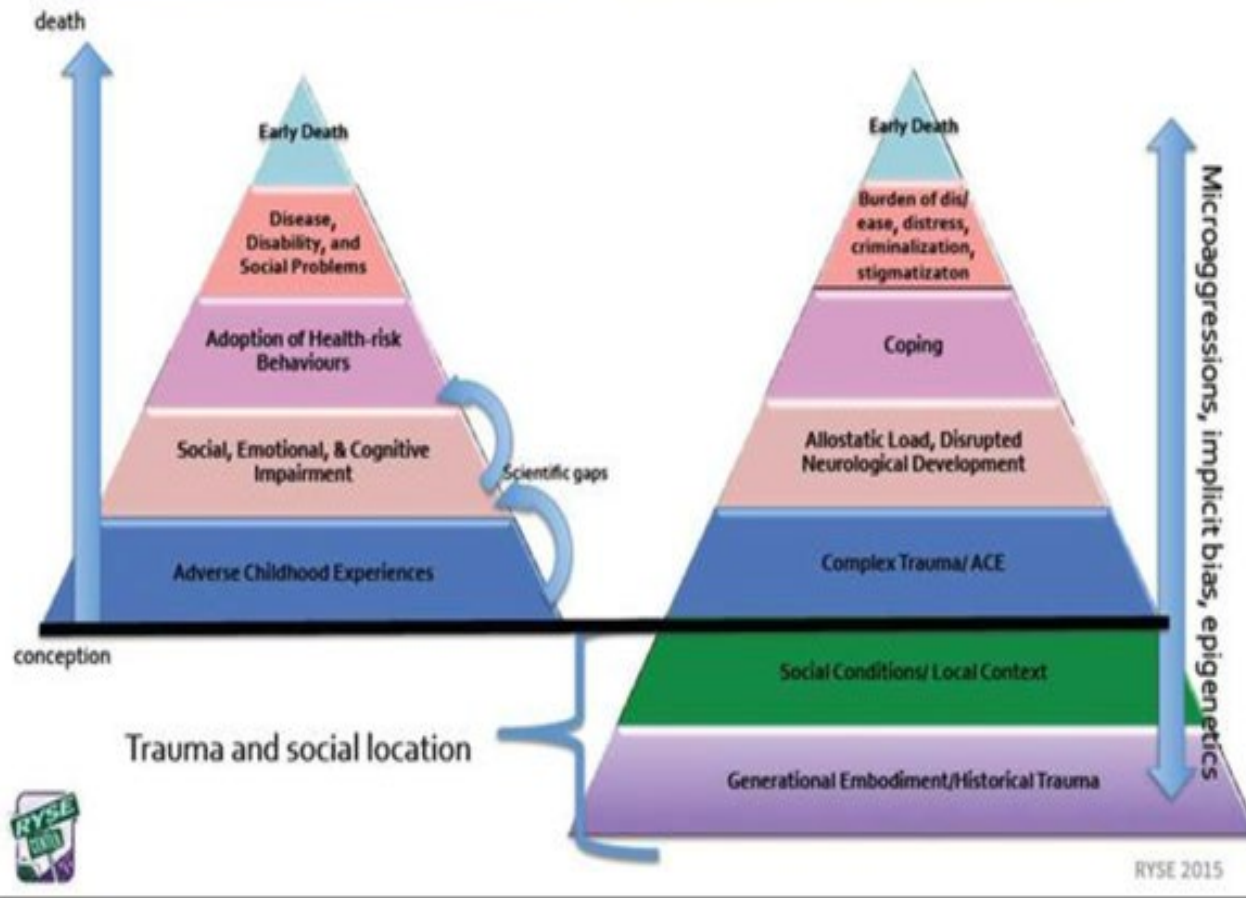 death
Early Death
Disease,
Disability, and
Social Problems
Adoption of Health-risk
Behaviours
Social, Emotional, & Cognitive
Impairment
Scientific gaps
Adverse Childhood Experiences
conception
Early Death
Burden of dis/
ease, distress,
criminalization,
stigmatizaton
Coping
Allostatic Load, Disrupted
Neurological Development
Complex Trauma/ ACE
Social Conditions/ Local Context
Generational Embodiment/Historical Trauma
Trauma and social location
Microaggressions, implicit bias, epigenetics
RYSE
CENTER
RYSE 2015